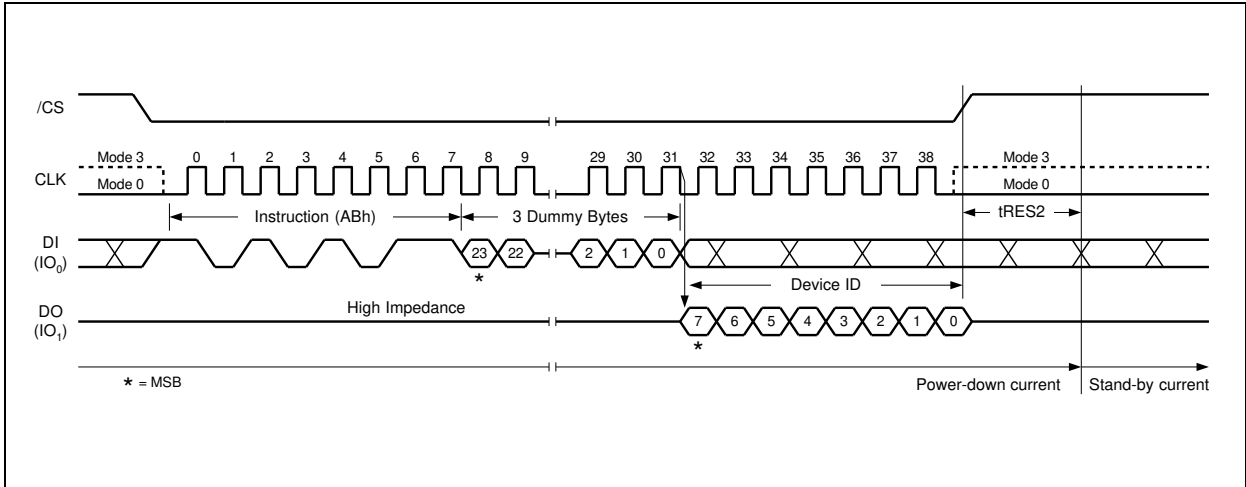 /CS
Mode 3 0 1 2 3 4 5 6 7 8 9 29 30 31 32 33 34 35 36 37 38 Mode 3
CLK
Mode 0 Mode 0
Instruction (ABh) 3 Dummy Bytes tRES2
DI
(IO0)
23 22 2 1 0
*
Device ID
High Impedance
DO
(IO1)
7 6 5 4 3 2 1 0
*
* = MSB
Power-down current Stand-by current